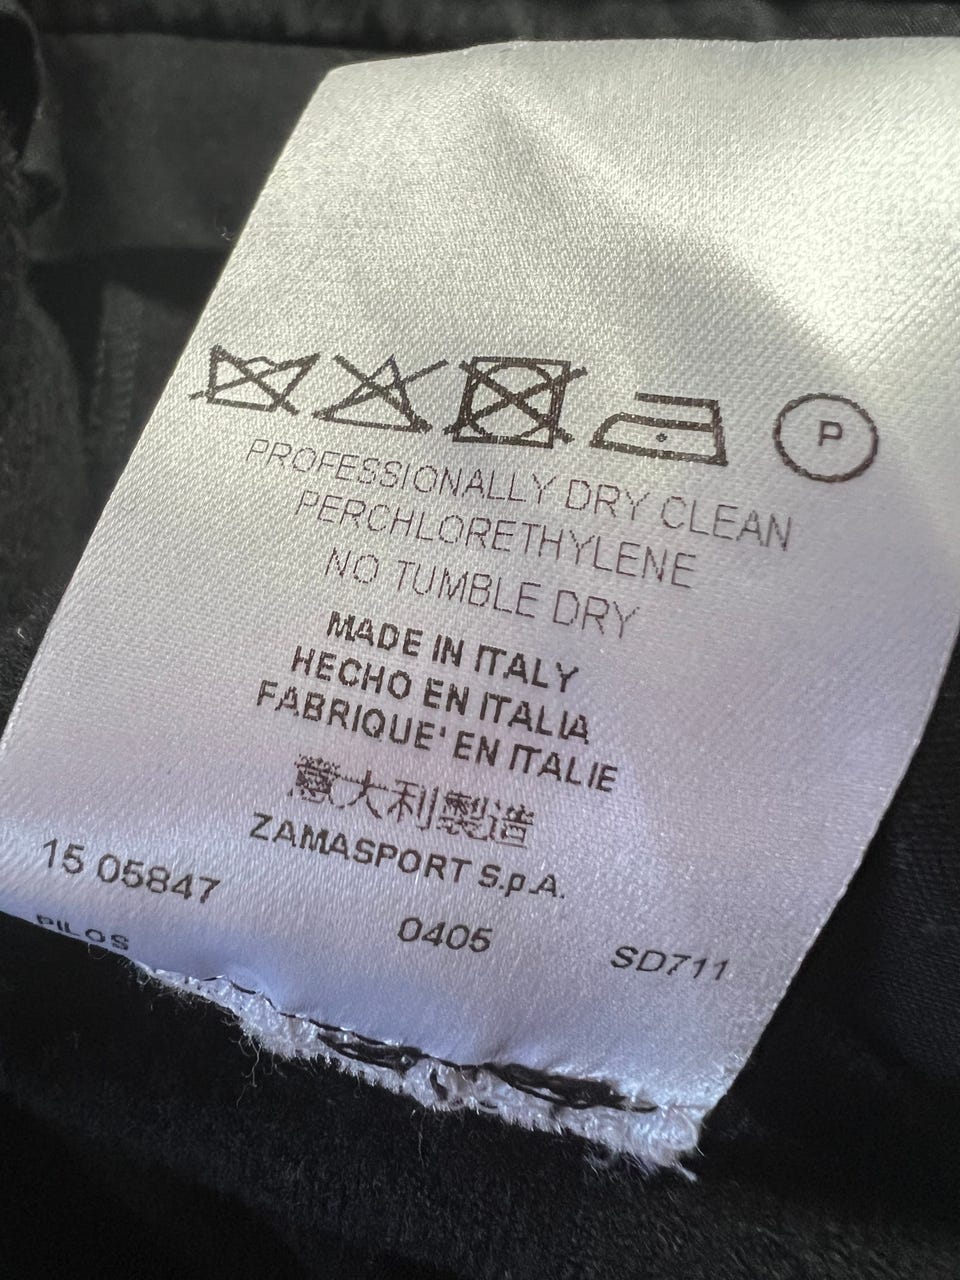 P
PROFESSIONALLY DRY CLEAN
PERCHLORETHYLENE
NO TUMBLE DRY
MADE IN ITALY
HECHO EN ITALIA
FABRIQUE' EN ITALIE
意大利製造
ZAMASPORT S.p.A.
15 05847
0405
SD711
PILOS